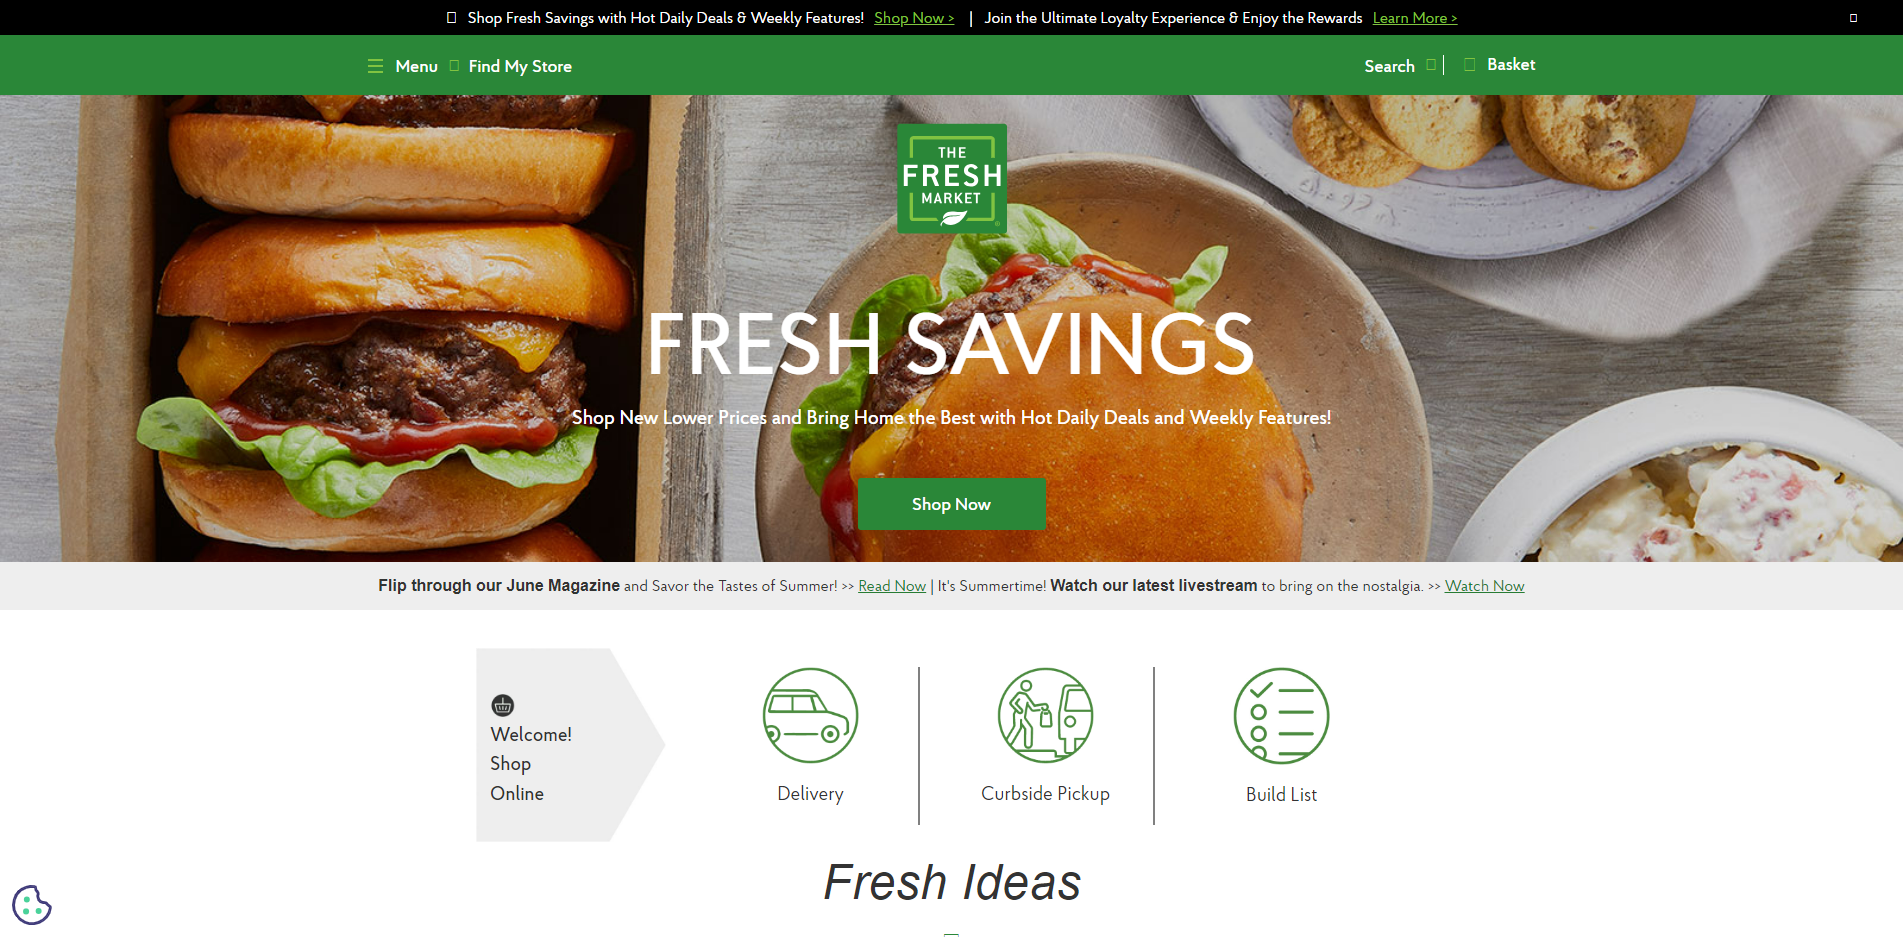 Shop Fresh Savings with Hot Daily Deals & Weekly Features! Shop Now > | Join the Ultimate Loyalty Experience & Enjoy the Rewards Learn More >
Menu Find My Store Search Basket
THE
FRESH
MARKET
FRESH SAVINGS
Shop New Lower Prices and Bring Home the Best with Hot Daily Deals and Weekly Features!
Shop Now
Flip through our June Magazine and Savor the Tastes of Summer! >> Read Now | It's Summertime! Watch our latest livestream to bring on the nostalgia. >> Watch Now
Welcome!
Shop
Online
Delivery
Curbside Pickup
Build List
Fresh Ideas